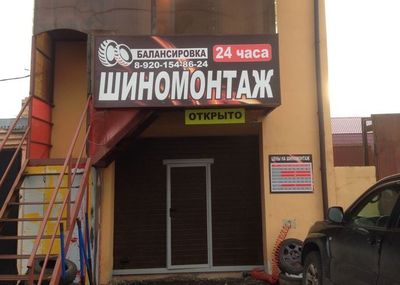 БАЛАНСИРОВКА
24 часа
8-920-154-86-24
ШИНОМОНТАЖ
ОТКРЫТО
ЦЕНЫ НА ШИНОМОНТАЖ